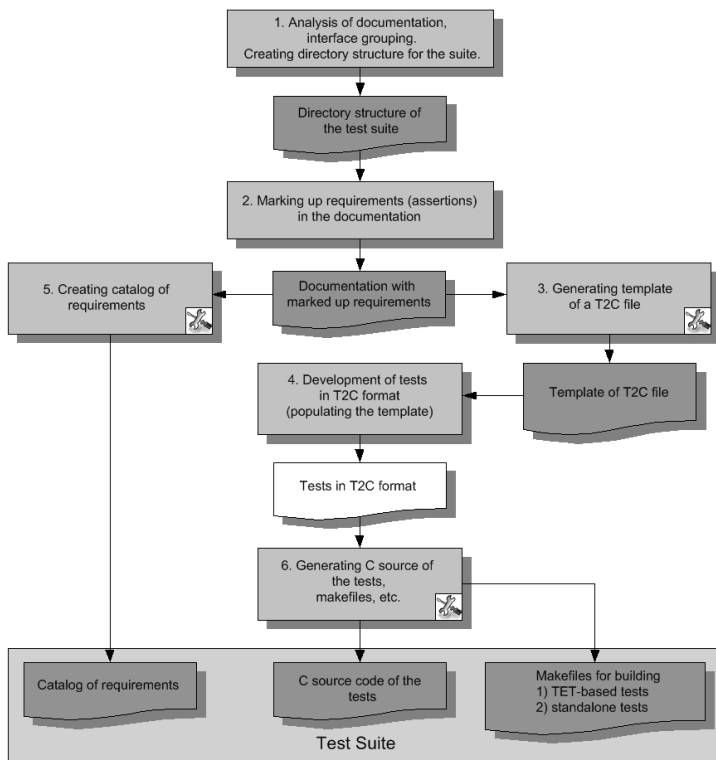 1. Analysis of documentation,
interface grouping.
Creating directory structure for the suite.
Directory structure of
the test suite
2. Marking up requirements (assertions)
in the documentation
5. Creating catalog of
requirements
Documentation with
marked up requirements
3. Generating template
of a T2C file
4. Development of tests
in T2C format
(populating the template)
Template of T2C file
Tests in T2C format
6. Generating C source of
the tests,
makefiles, etc.
Catalog of requirements
C source code of the
tests
Makefiles for building
1) TET-based tests
2) standalone tests
Test Suite